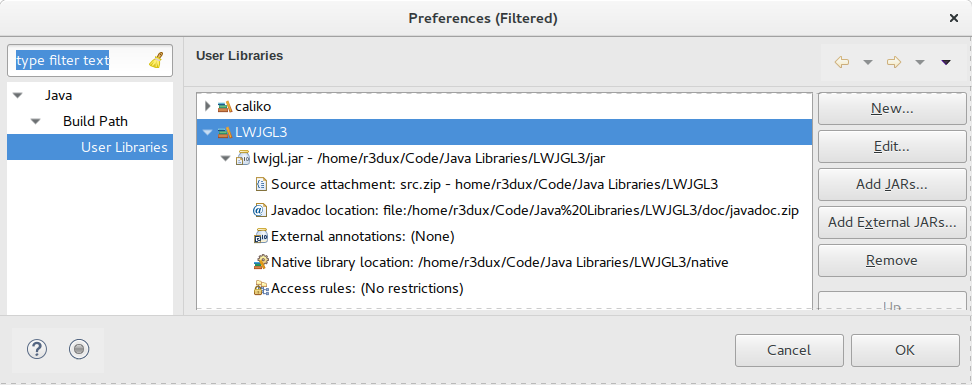 Preferences (Filtered)
type filter text
Java
Build Path
User Libraries
User Libraries
caliko
LWJGL3
lwjgl.jar - /home/r3dux/Code/Java Libraries/LWJGL3/jar
Source attachment: src.zip - home/r3dux/Code/Java Libraries/LWJGL3
Javadoc location: file:/home/r3dux/Code/Java%20Libraries/LWJGL3/doc/javadoc.zip
External annotations: (None)
Native library location: /home/r3dux/Code/Java Libraries/LWJGL3/native
Access rules: (No restrictions)
New...
Edit...
Add JARs...
Add External JARs...
Remove
Up
Cancel
OK